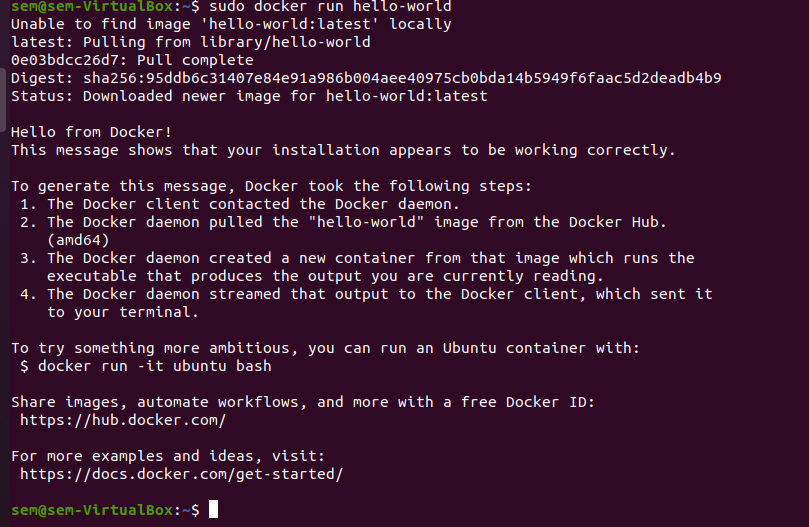 sem@sem-VirtualBox:~$ sudo docker run hello-world
Unable to find image 'hello-world:latest' locally
latest: Pulling from library/hello-world
0e03bdcc26d7: Pull complete
Digest: sha256:95ddb6c31407e84e91a986b004aee40975cb0bda14b5949f6faac5d2deadb4b9
Status: Downloaded newer image for hello-world:latest
Hello from Docker!
This message shows that your installation appears to be working correctly.
To generate this message, Docker took the following steps:
1. The Docker client contacted the Docker daemon.
2. The Docker daemon pulled the "hello-world" image from the Docker Hub.
(amd64)
3. The Docker daemon created a new container from that image which runs the
executable that produces the output you are currently reading.
4. The Docker daemon streamed that output to the Docker client, which sent it
to your terminal.
To try something more ambitious, you can run an Ubuntu container with:
$ docker run -it ubuntu bash
Share images, automate workflows, and more with a free Docker ID:
https://hub.docker.com/
For more examples and ideas, visit:
https://docs.docker.com/get-started/
sem@sem-VirtualBox:~$